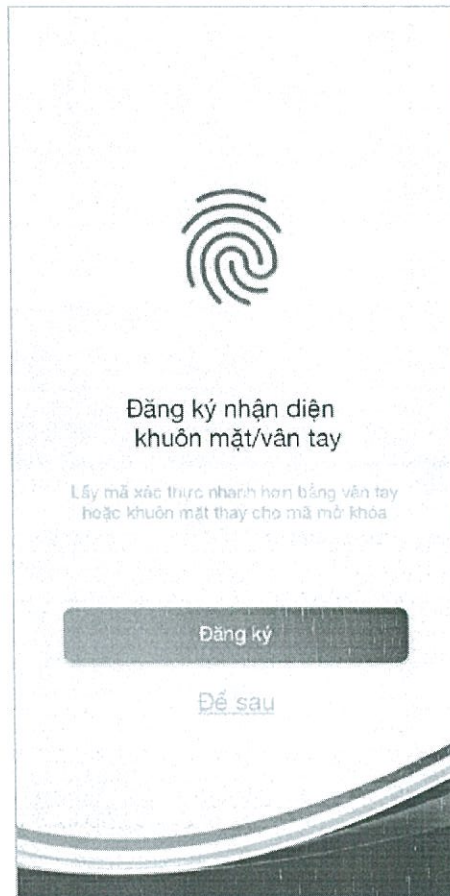 Đăng ký nhận diện
khuôn mặt/vân tay
Lấy mã xác thực nhanh hơn bằng vân tay
hoặc khuôn mặt thay cho mã mở khóa
Đăng ký
Để sau